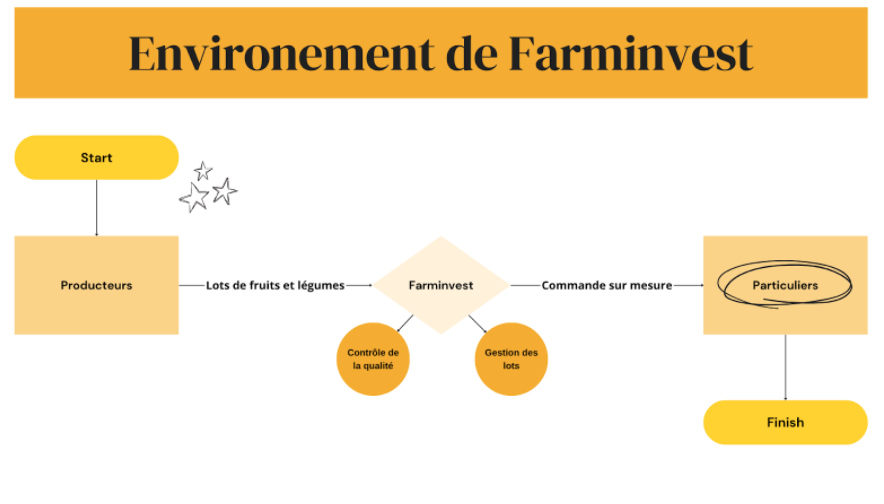 Environement de Farminvest
Start
Producteurs
Lots de fruits et légumes
Farminvest
Commande sur mesure
Particuliers
Contrôle de
la qualité
Gestion des
lots
Finish